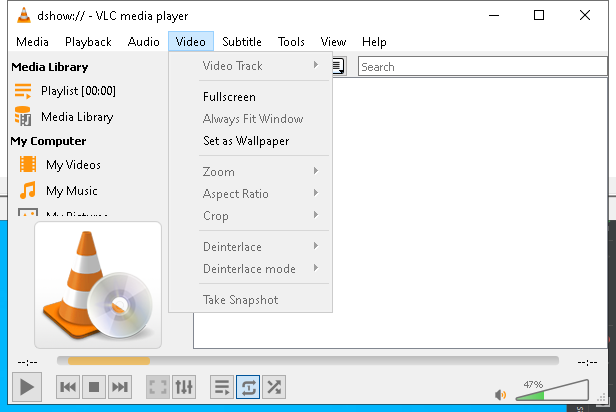 dshow:// - VLC media player
Media Playback Audio Video Subtitle Tools View Help
Media Library
Playlist [00:00]
Media Library
My Computer
My Videos
My Music
My Pictures
Video Track
Fullscreen
Always Fit Window
Set as Wallpaper
Zoom
Aspect Ratio
Crop
Deinterlace
Deinterlace mode
Take Snapshot
Search
--:--
--:--
47%